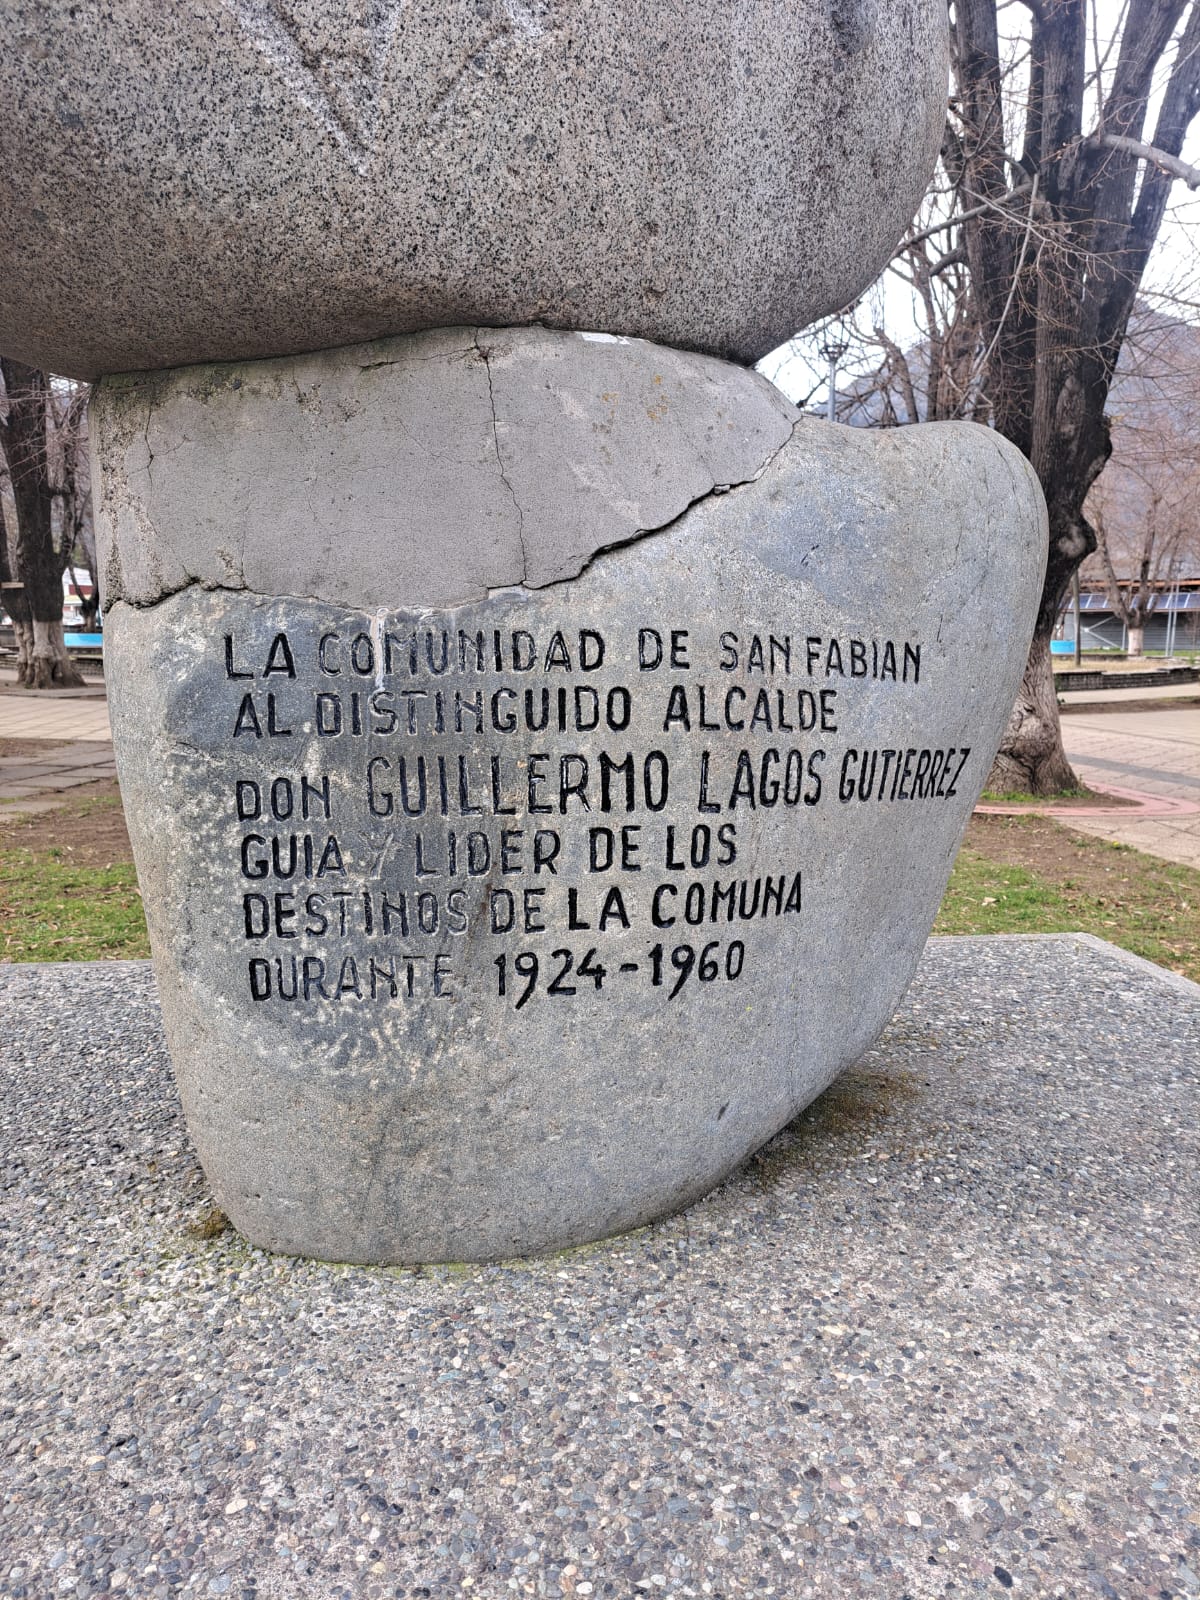 LA COMUNIDAD DE SAN FABIAN
AL DISTINGUIDO ALCALDE
DON GUILLERMO LAGOS GUTIERREZ
GUIA Y LIDER DE LOS
DESTINOS DE LA COMUNA
DURANTE 1924-1960